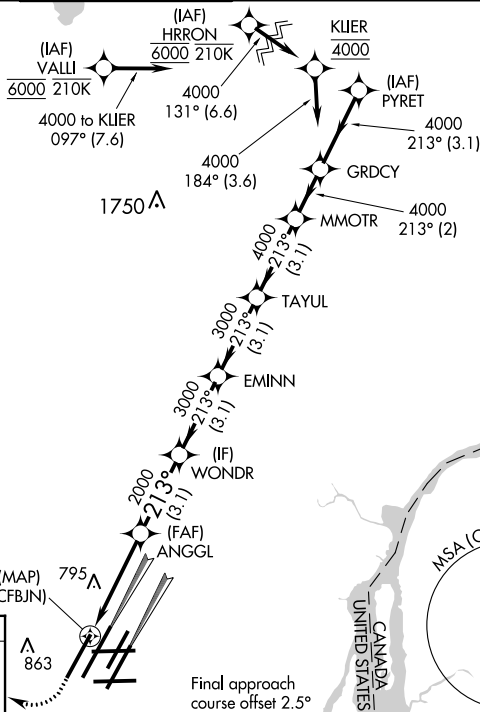 (IAF)
HRRON
6000 210K
KLIER
4000
(IAF)
VALLI
6000 210K
(IAF)
PYRET
4000
131° (6.6)
4000 to KLIER
097° (7.6)
4000
213° (3.1)
4000
184° (3.6)
GRDCY
1750
MMOTR
4000
213° (2)
4000
213°
(3.1)
TAYUL
3000
213°
(3.1)
EMINN
3000
213°
(3.1)
(IF)
WONDR
2000
213°
(3.1)
(FAF)
ANGGL
(MAP)
CFBJN)
795
863
MSA (C
CANADA
UNITED STATES
Final approach
course offset 2.5°